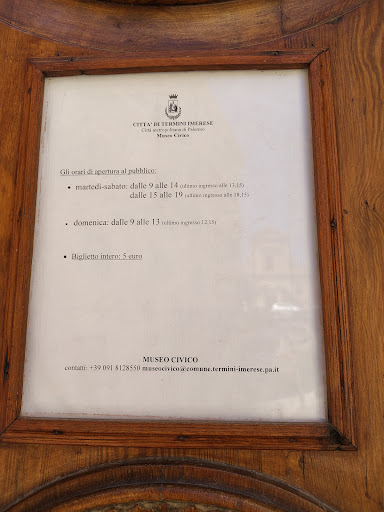 CITTA' DI TERMINI IMERESE
Città metropolitana di Palermo
Museo Civico
Gli orari di apertura al pubblico:
• martedì-sabato: dalle 9 alle 14 (ultimo ingresso alle 13,15)
dalle 15 alle 19 (ultimo ingresso alle 18,15)
• domenica: dalle 9 alle 13 (ultimo ingresso 12,15)
• Biglietto intero: 5 euro
MUSEO CIVICO
contatti: +39 091 8128550 museocivico@comune.termini-imerese.pa.it